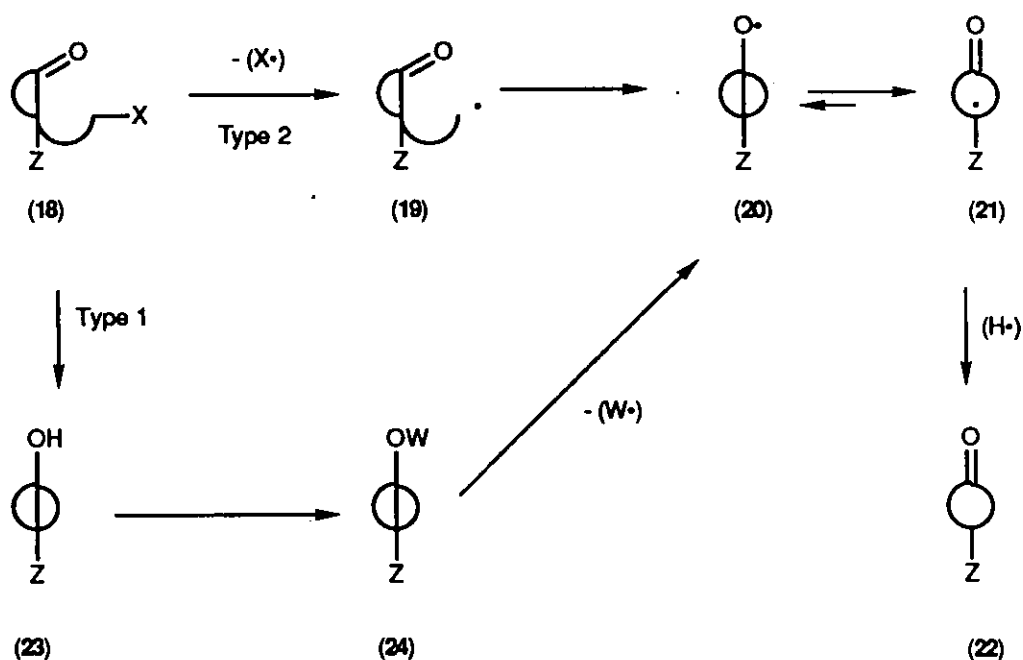 O
- (X•)
O
O•
O
X
Type 2
•
•
Z
Z
Z
Z
(18)
(19)
(20)
(21)
Type 1
(H•)
- (W•)
OH
OW
O
Z
Z
Z
(23)
(24)
(22)